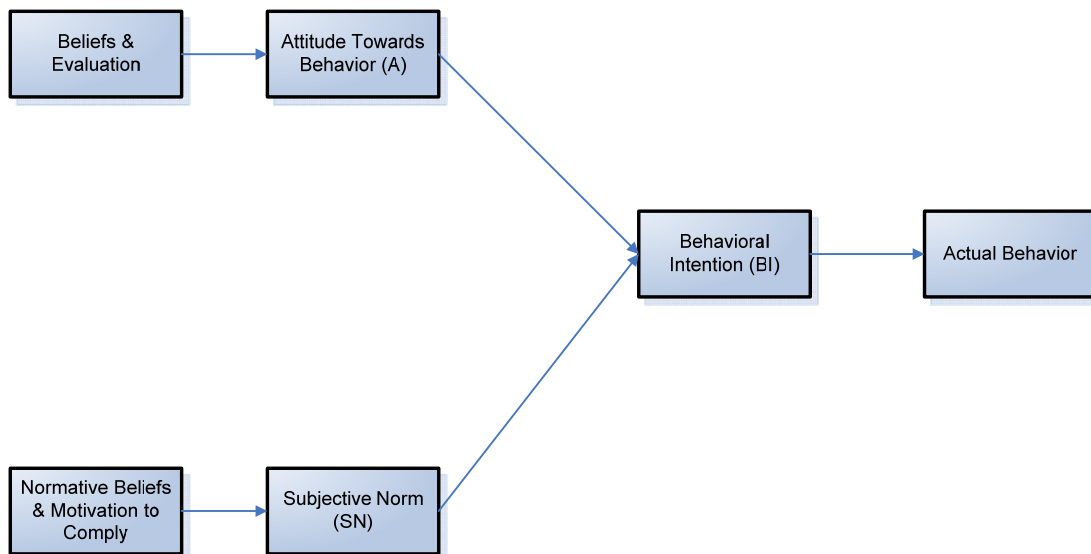 Beliefs &
Evaluation
Attitude Towards
Behavior (A)
Behavioral
Intention (BI)
Actual Behavior
Normative Beliefs
& Motivation to
Comply
Subjective Norm
(SN)